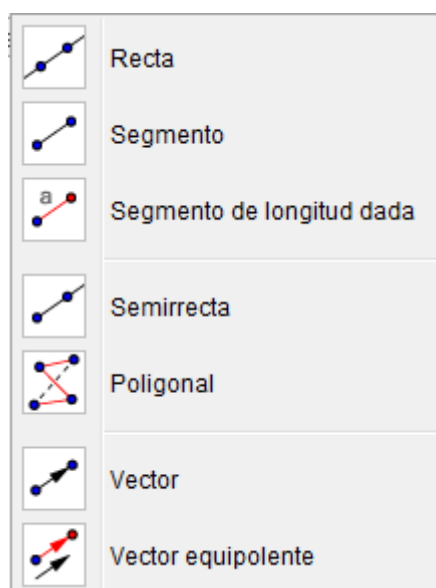 Recta
Segmento
a
Segmento de longitud dada
Semirrecta
Poligonal
Vector
Vector equipolente